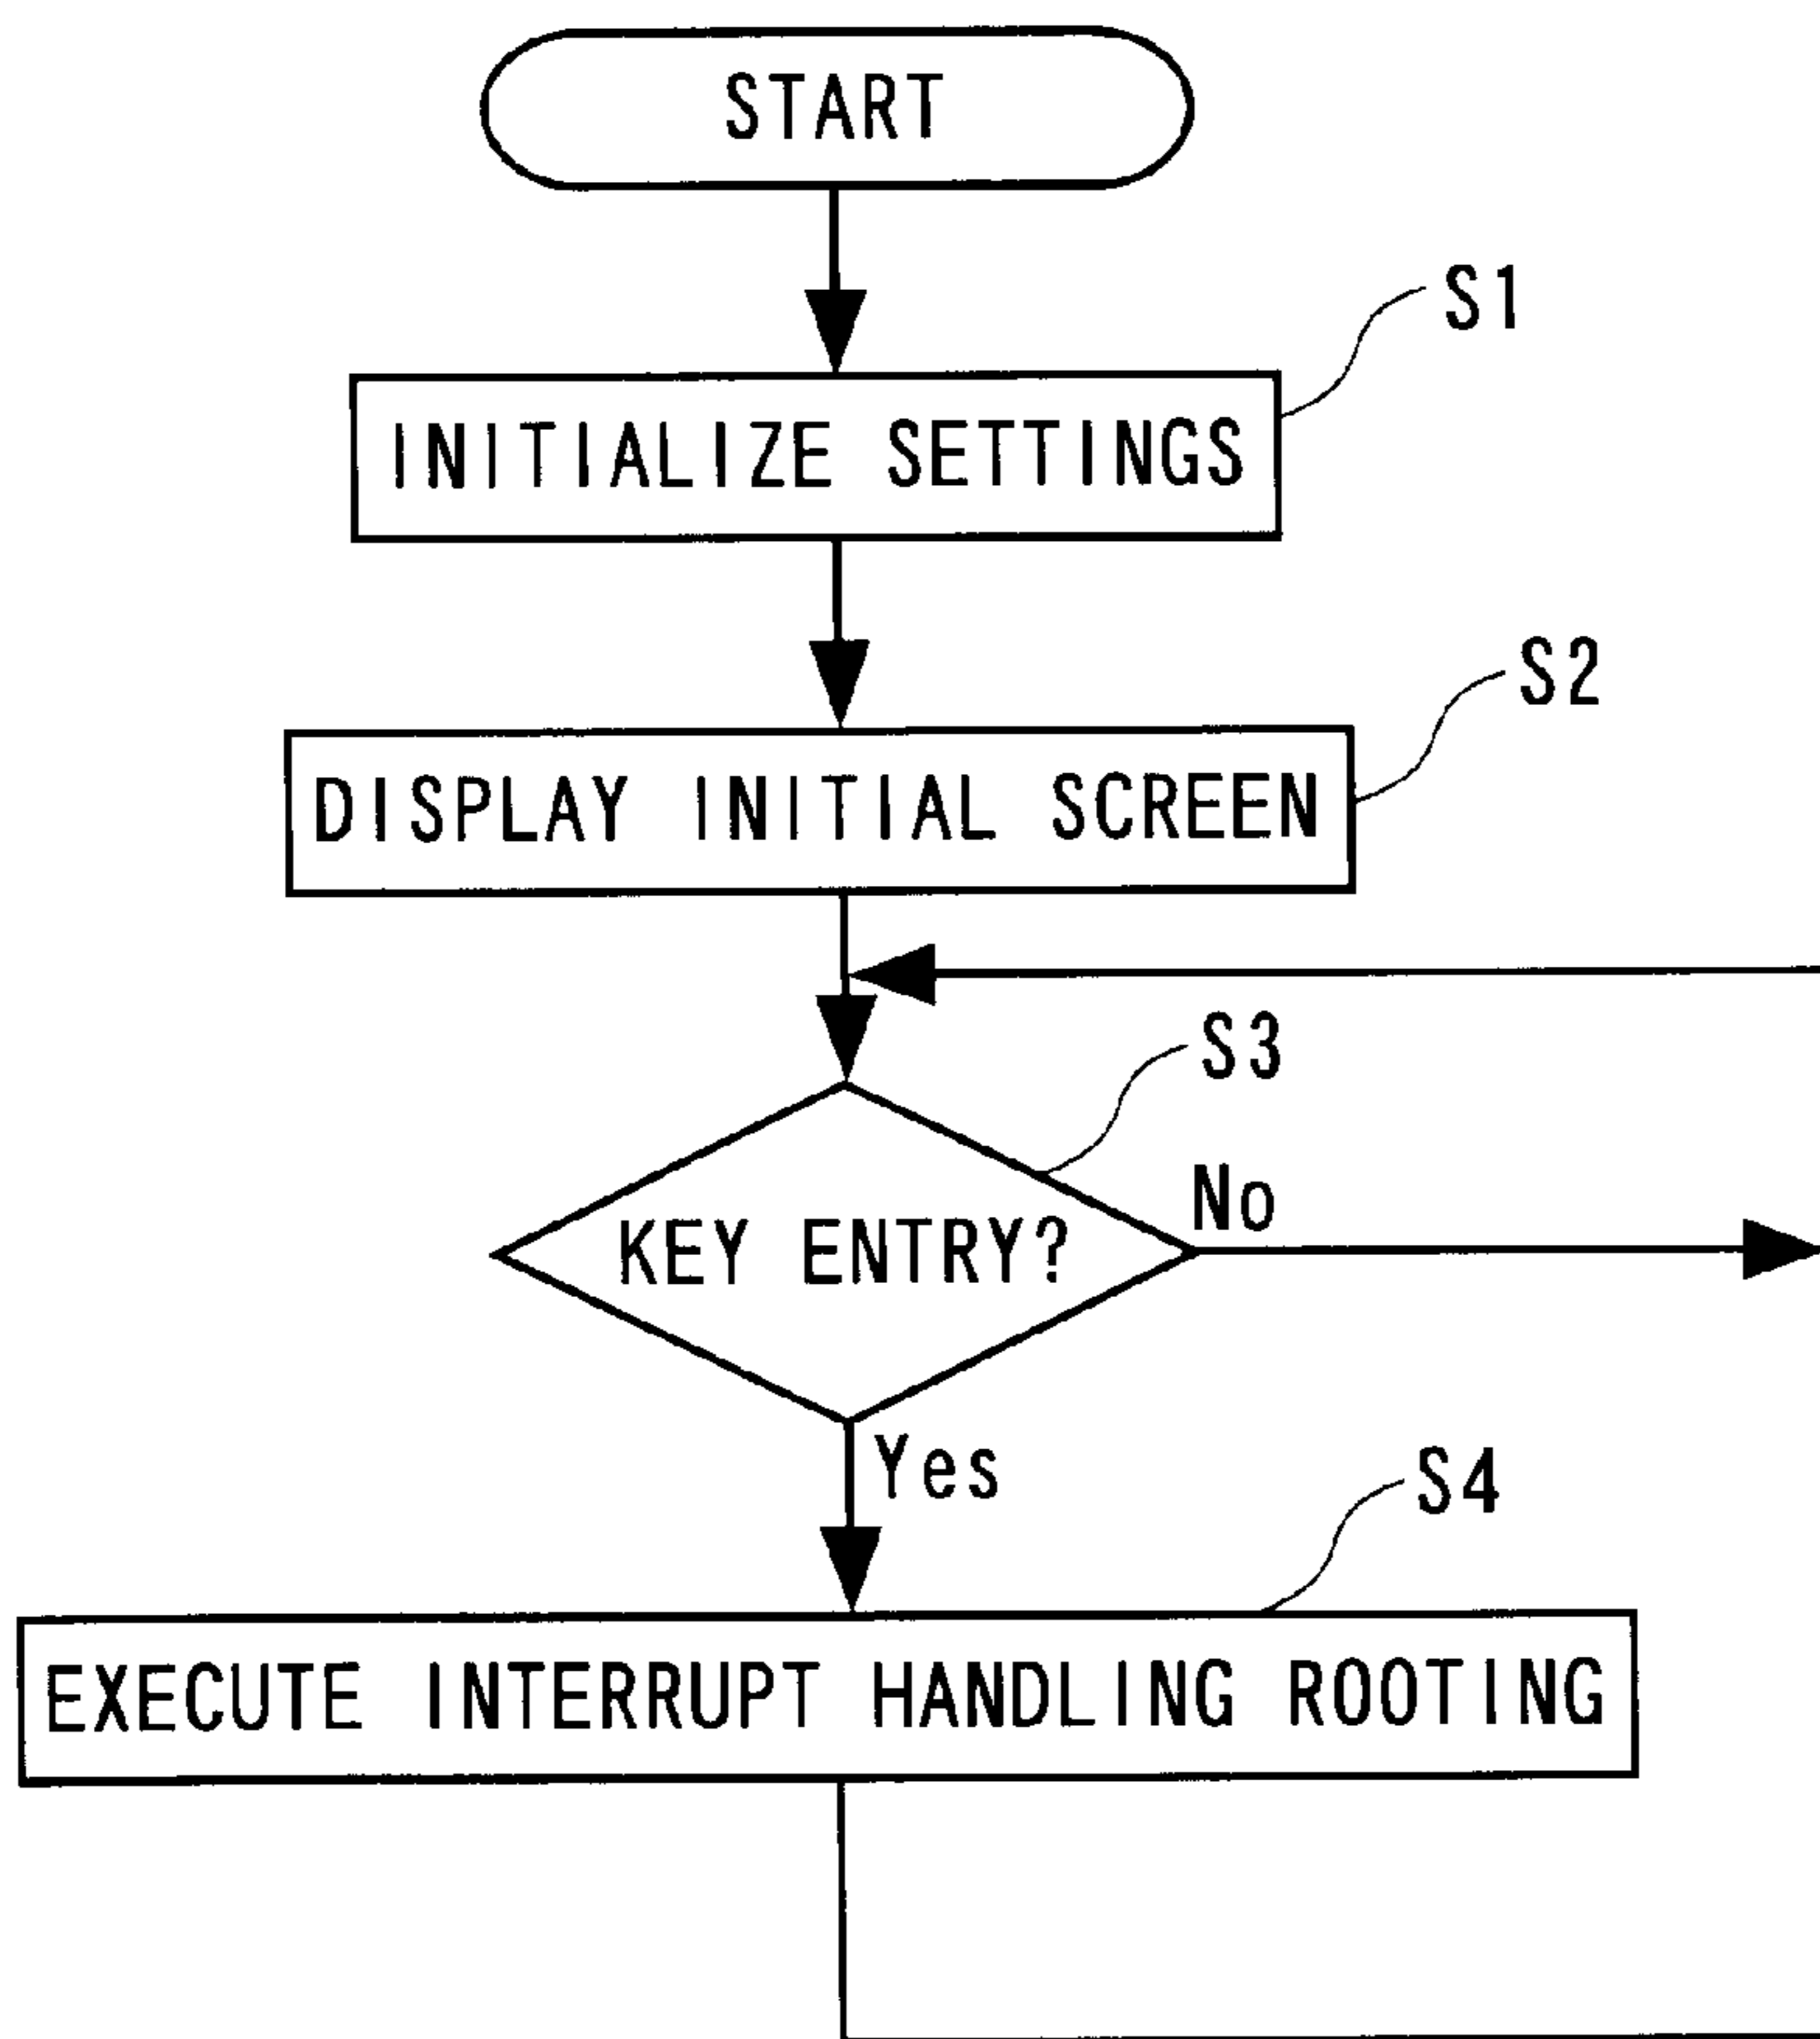 START
S1
INITIALIZE SETTINGS
S2
DISPLAY INITIAL SCREEN
S3
KEY ENTRY?
No
Yes
S4
EXECUTE INTERRUPT HANDLING ROOTING